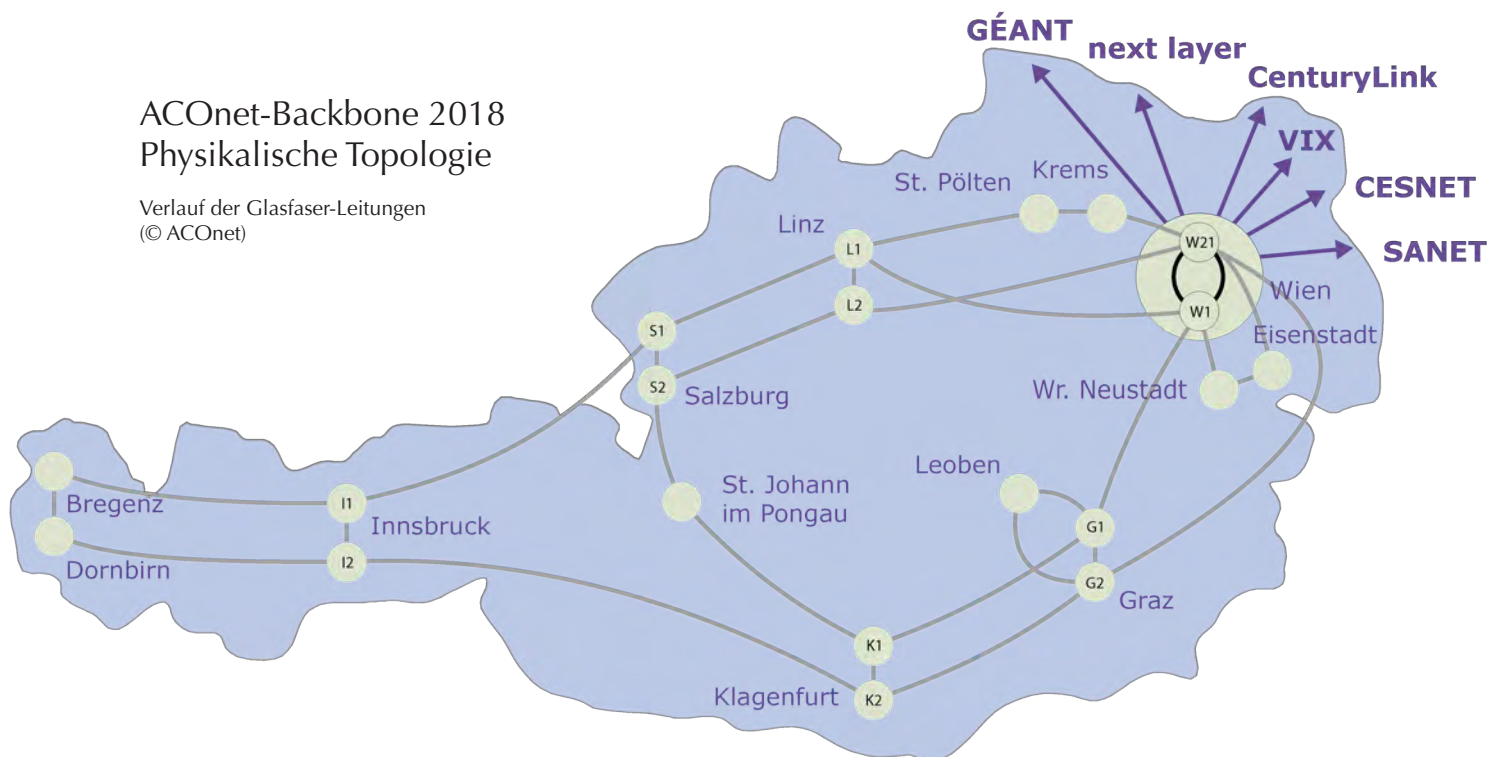 ACOnet-Backbone 2018
Physikalische Topologie
Verlauf der Glasfaser-Leitungen
(© ACOnet)
GÉANT
next layer
CenturyLink
VIX
CESNET
SANET
St. Pölten
Krems
Linz
L1
L2
W21
W1
Wien
Eisenstadt
Wr. Neustadt
S1
S2
Salzburg
Bregenz
Dornbirn
I1
Innsbruck
I2
St. Johann
im Pongau
Leoben
G1
G2
Graz
K1
Klagenfurt
K2